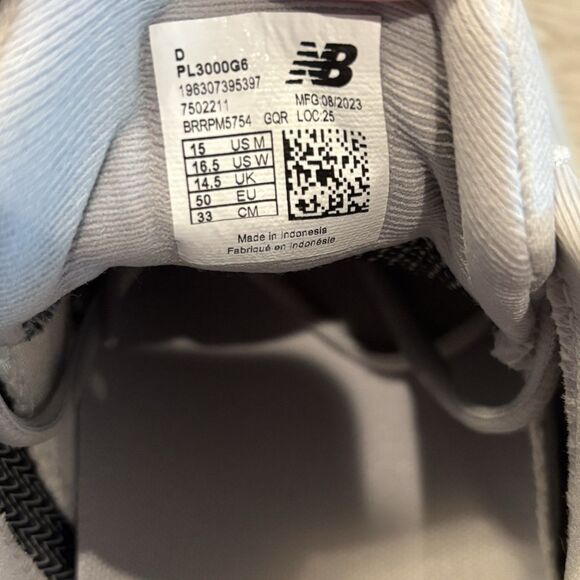 D
PL3000G6
196307395397
7502211 MFG:08/2023
BRRPM5754 GQR LOC:25
15 US M
16.5 US W
14.5 UK
50 EU
33 CM
Made in Indonesia
Fabriqué en Indonésie
NB